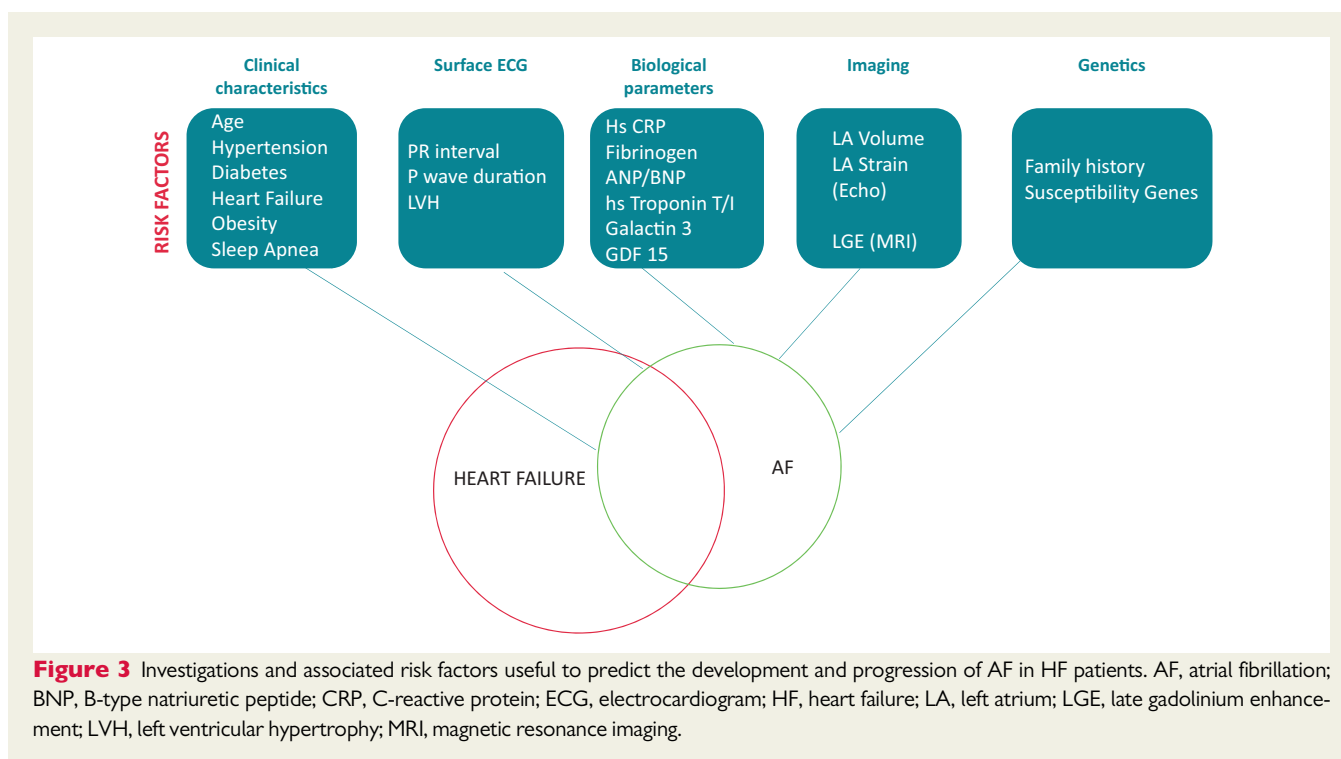 Clinical
characteristics
Surface ECG
Biological
parameters
Imaging
Genetics
RISK FACTORS
Age
Hypertension
Diabetes
Heart Failure
Obesity
Sleep Apnea
PR interval
P wave duration
LVH
Hs CRP
Fibrinogen
ANP/BNP
hs Troponin T/I
Galactin 3
GDF 15
LA Volume
LA Strain
(Echo)
LGE (MRI)
Family history
Susceptibility Genes
HEART FAILURE
AF
Figure 3 Investigations and associated risk factors useful to predict the development and progression of AF in HF patients. AF, atrial fibrillation;
BNP, B-type natriuretic peptide; CRP, C-reactive protein; ECG, electrocardiogram; HF, heart failure; LA, left atrium; LGE, late gadolinium enhance-
ment; LVH, left ventricular hypertrophy; MRI, magnetic resonance imaging.